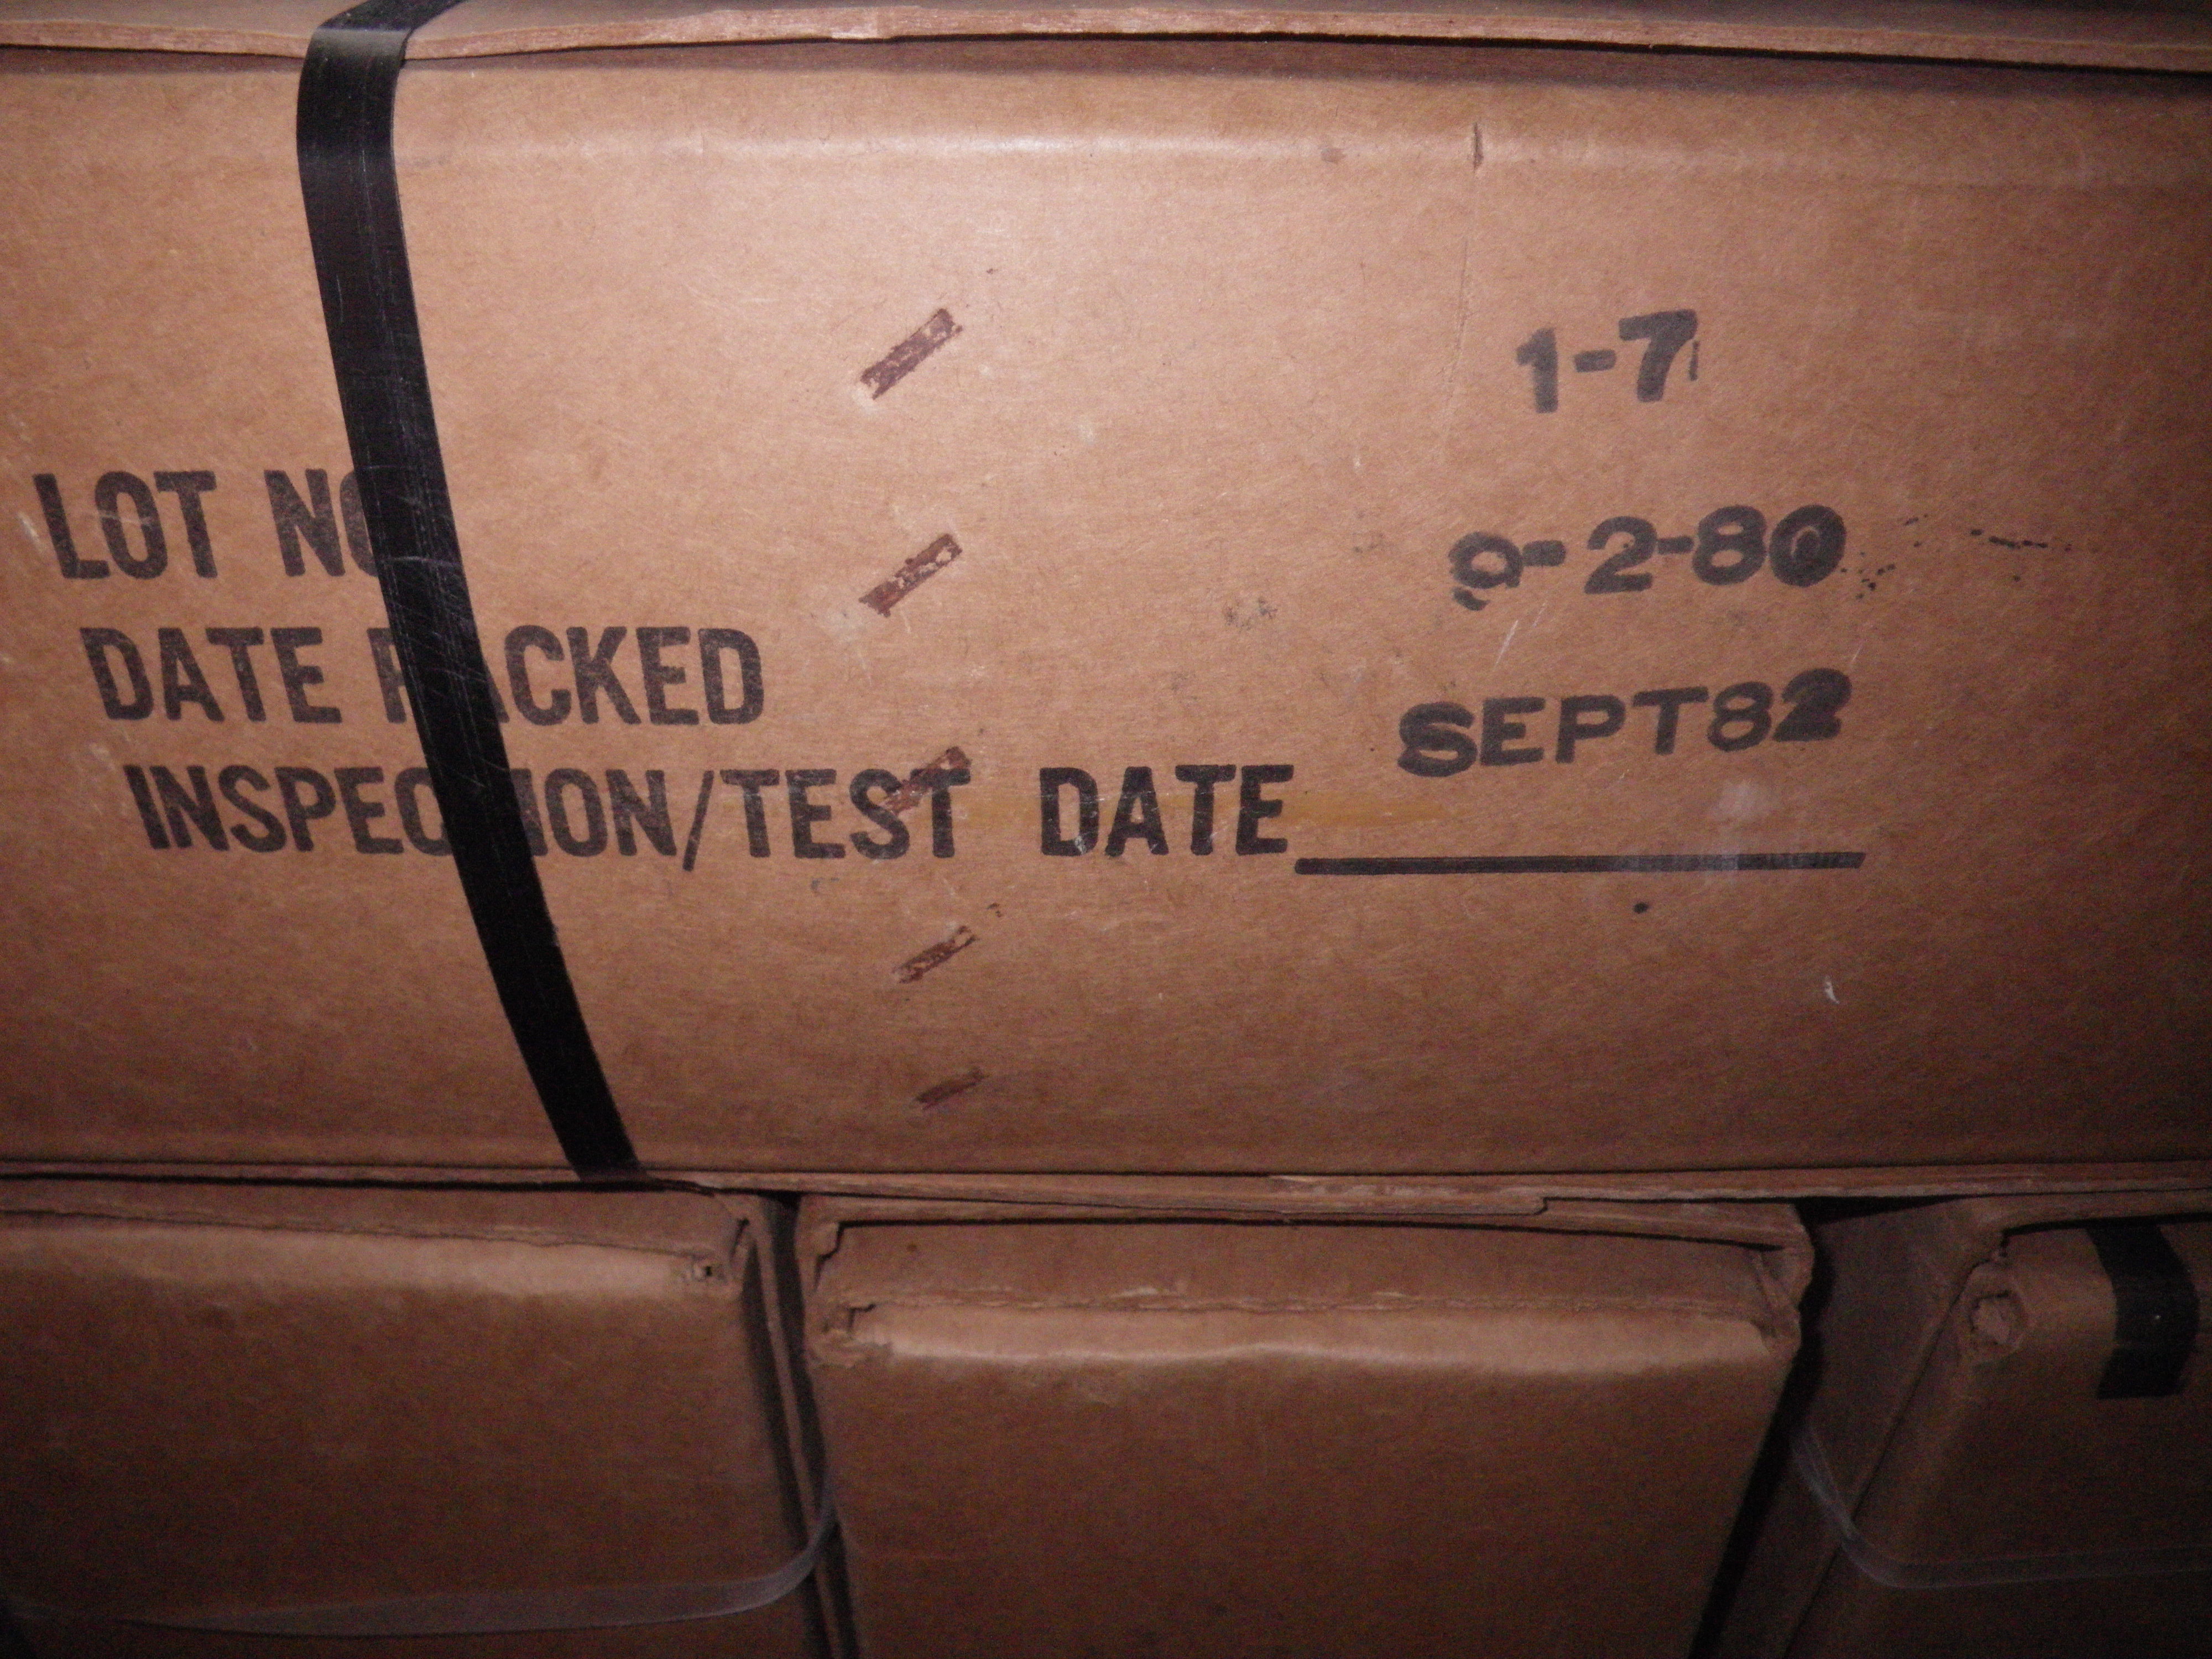 1-7
LOT NO
9-2-80
DATE PACKED
SEPT82
INSPECTION/TEST DATE